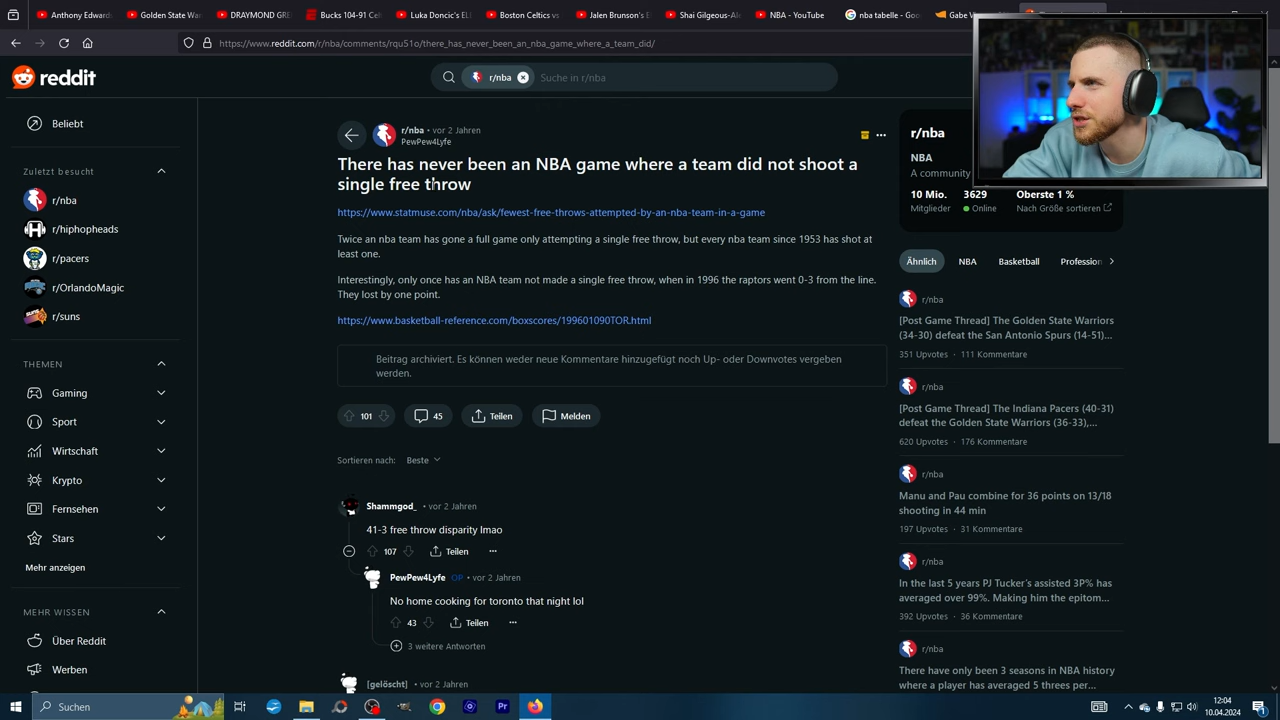 Anthony Edward
Golden State Wa
DRAYMOND GR
#1 Celt
Luka Doncic's EL
Boston Celtics vs
Jalen Brunson's E
Shai Gilgeous-Ale
NBA - YouTube
nba tabelle - Goo
Gabe V
https://www.reddit.com/r/nba/comments/rqu51o/there_has_never_been_an_nba_game_where_a_team_did/
reddit
r/nba
Suche in r/nba
Beliebt
Zuletzt besucht
r/nba
r/hiphopheads
r/pacers
r/OrlandoMagic
r/suns
THEMEN
Gaming
Sport
Wirtschaft
Krypto
Fernsehen
Stars
Mehr anzeigen
MEHR WISSEN
Über Reddit
Werben
r/nba • vor 2 Jahren
PewPew4Lyfe
There has never been an NBA game where a team did not shoot a
single free throw
https://www.statmuse.com/nba/ask/fewest-free-throws-attempted-by-an-nba-team-in-a-game
Twice an nba team has gone a full game only attempting a single free throw, but every nba team since 1953 has shot at
least one.
Interestingly, only once has an NBA team not made a single free throw, when in 1996 the raptors went 0-3 from the line.
They lost by one point.
https://www.basketball-reference.com/boxscores/199601090TOR.html
Beitrag archiviert. Es können weder neue Kommentare hinzugefügt noch Up- oder Downvotes vergeben
werden.
101
45
Teilen
Melden
Sortieren nach: Beste
Shammgod_ • vor 2 Jahren
41-3 free throw disparity lmao
107
Teilen
PewPew4Lyfe OP • vor 2 Jahren
No home cooking for toronto that night lol
43
Teilen
3 weitere Antworten
[gelöscht] • vor 2 Jahren
r/nba
NBA
A community
10 Mio. 3629 Oberste 1 %
Mitglieder Online Nach Größe sortieren
Ähnlich NBA Basketball Profession
r/nba
[Post Game Thread] The Golden State Warriors
(34-30) defeat the San Antonio Spurs (14-51)...
351 Upvotes · 111 Kommentare
r/nba
[Post Game Thread] The Indiana Pacers (40-31)
defeat the Golden State Warriors (36-33),...
620 Upvotes · 176 Kommentare
r/nba
Manu and Pau combine for 36 points on 13/18
shooting in 44 min
197 Upvotes · 31 Kommentare
r/nba
In the last 5 years PJ Tucker's assisted 3P% has
averaged over 99%. Making him the epitom...
392 Upvotes · 36 Kommentare
r/nba
There have only been 3 seasons in NBA history
where a player has averaged 5 threes per...
Suchen
Pr
12:04
10.04.2024
1